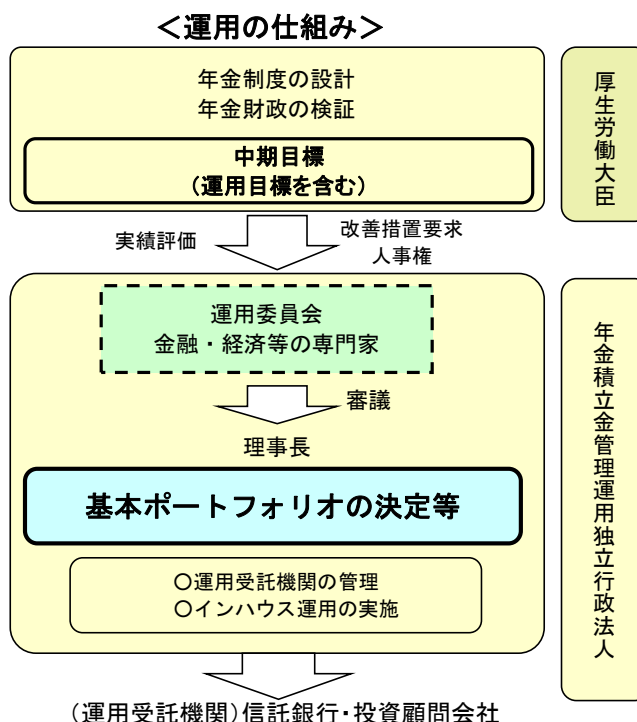 ＜運用の仕組み＞
年金制度の設計
年金財政の検証
中期目標
（運用目標を含む）
厚生労働大臣
実績評価
改善措置要求
人事権
運用委員会
金融・経済等の専門家
審議
理事長
基本ポートフォリオの決定等
○運用受託機関の管理
○インハウス運用の実施
年金積立金管理運用独立行政法人
（運用受託機関）信託銀行・投資顧問会社